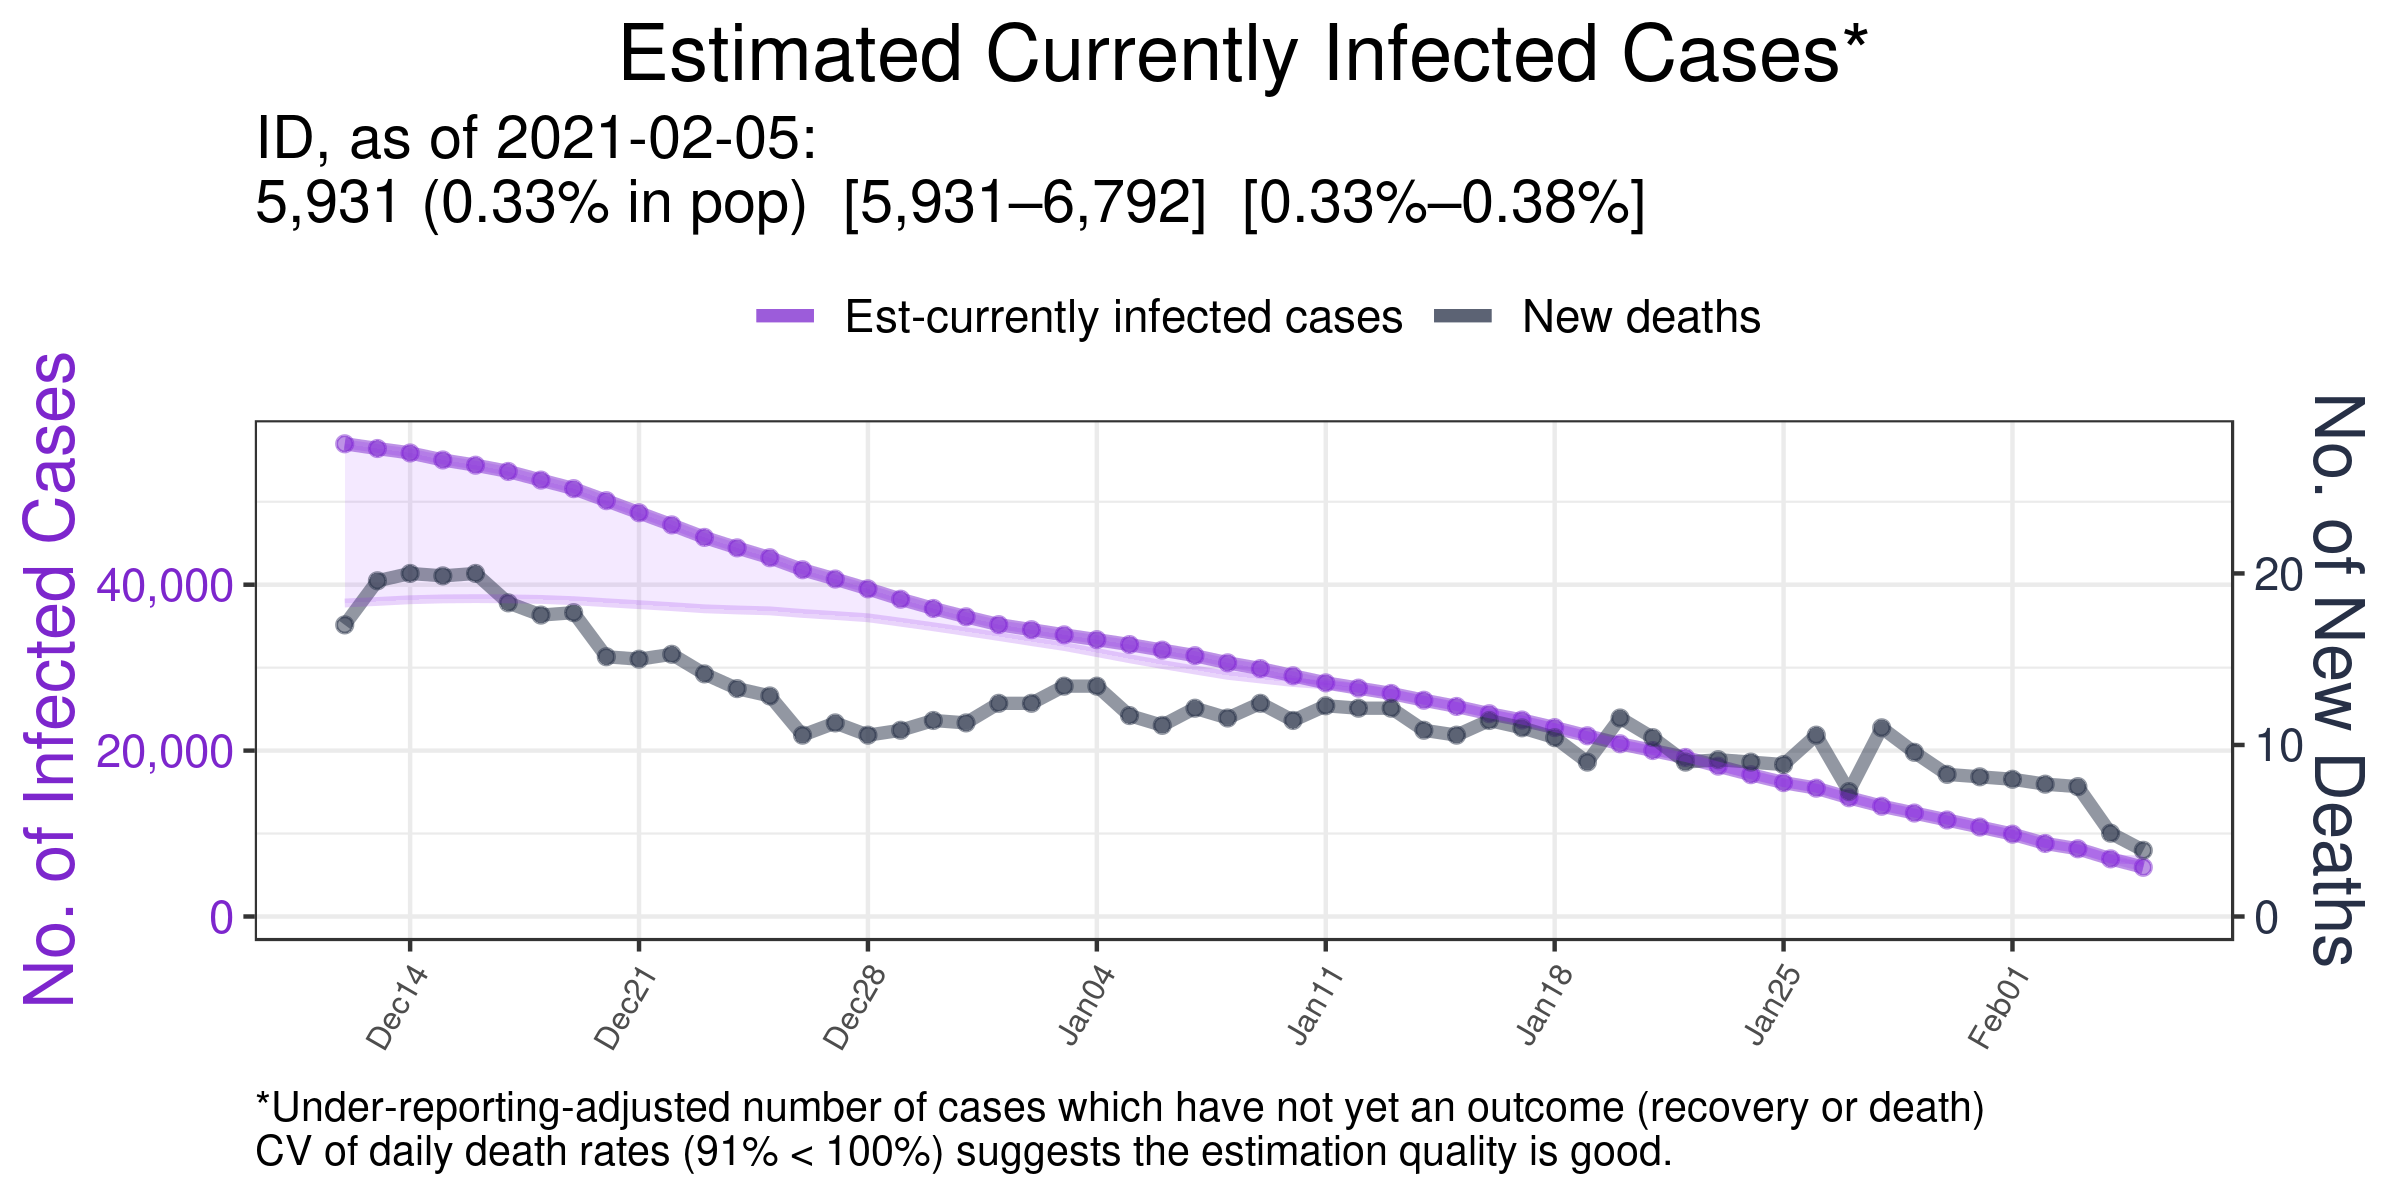 Estimated Currently Infected Cases*
ID, as of 2021-02-05:
5,931 (0.33% in pop)  [5,931–6,792]  [0.33%–0.38%]
Est-currently infected cases
New deaths
No. of Infected Cases
40,000
20,000
0
20
10
0
No. of New Deaths
Dec14
Dec21
Dec28
Jan04
Jan11
Jan18
Jan25
Feb01
*Under-reporting-adjusted number of cases which have not yet an outcome (recovery or death)
CV of daily death rates (91% < 100%) suggests the estimation quality is good.